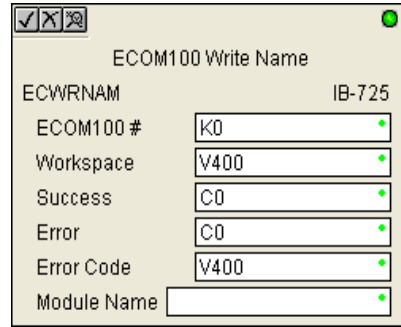 ECOM100 Write Name
ECWRNAM IB-725
ECOM100 # K0
Workspace V400
Success C0
Error C0
Error Code V400
Module Name